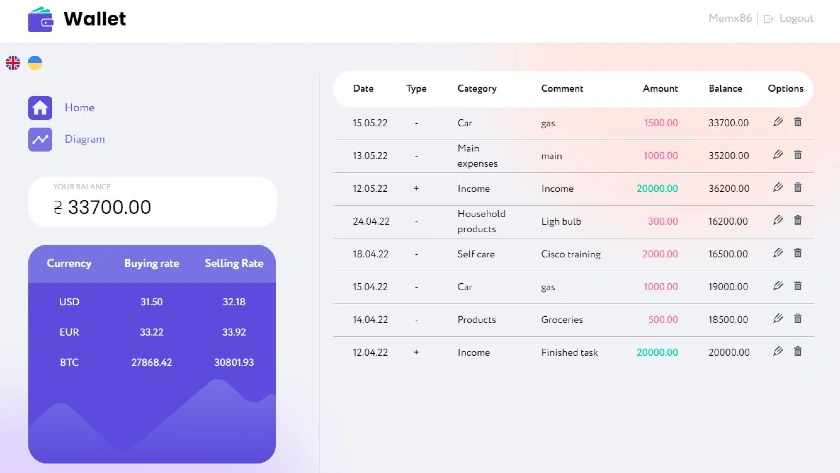 Wallet
Memx86 Logout
Home
Diagram
YOUR BALANCE
₴ 33700.00
Currency Buying rate Selling Rate
USD 31.50 32.18
EUR 33.22 33.92
BTC 27868.42 30801.93
Date Type Category Comment Amount Balance Options
15.05.22 - Car gas 1500.00 33700.00
13.05.22 - Main expenses main 1000.00 35200.00
12.05.22 + Income Income 20000.00 36200.00
24.04.22 - Household products Ligh bulb 300.00 16200.00
18.04.22 - Self care Cisco training 2000.00 16500.00
15.04.22 - Car gas 1000.00 19000.00
14.04.22 - Products Groceries 500.00 18500.00
12.04.22 + Income Finished task 20000.00 20000.00